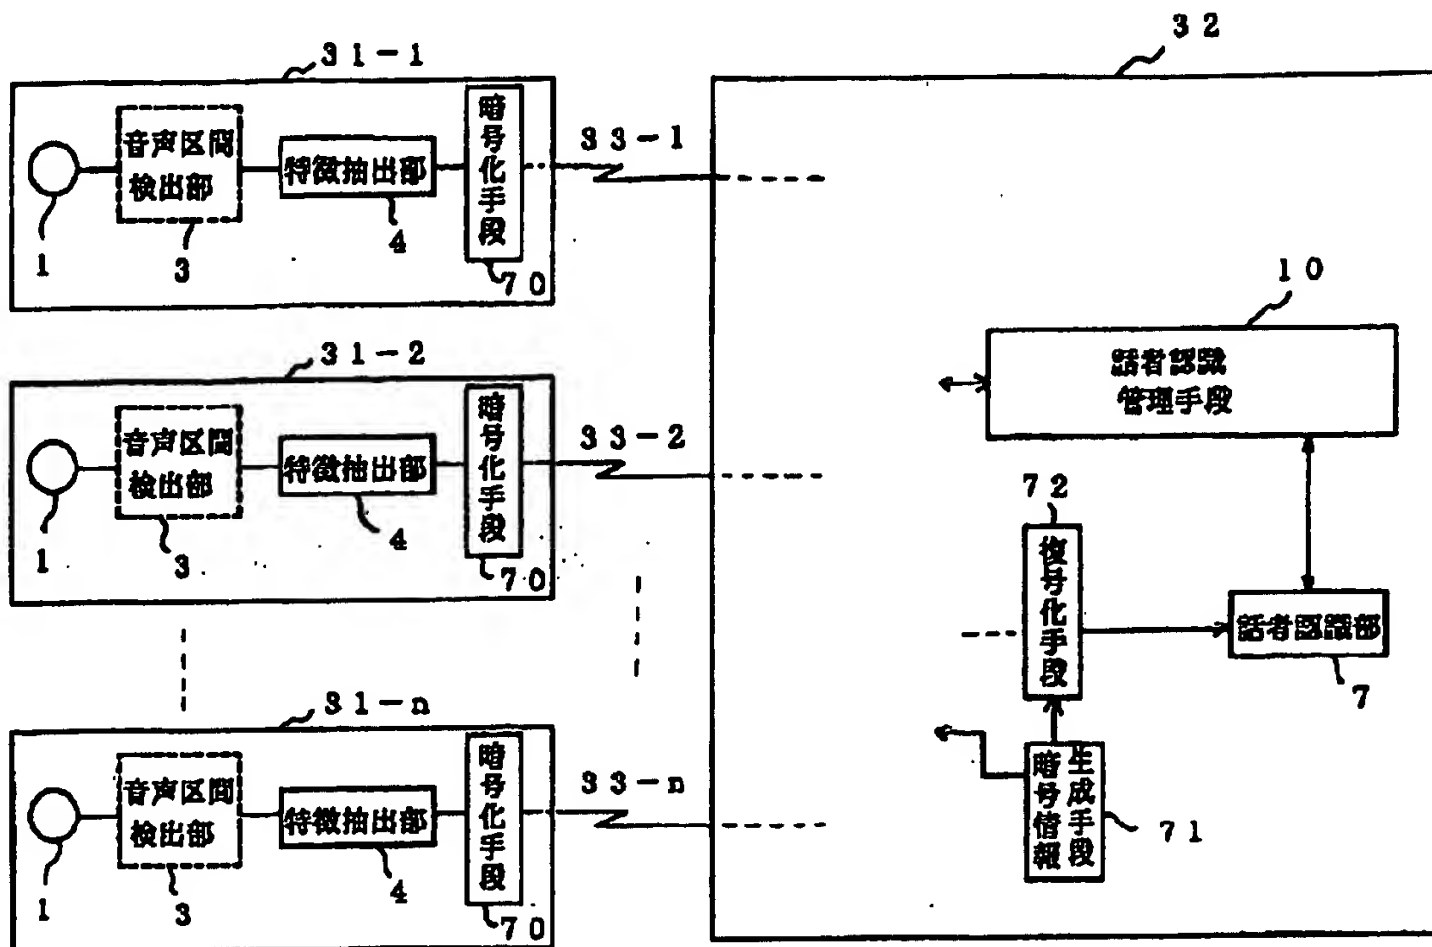 31-1
音声区間
検出部
特徴抽出部
暗号化手段
1
3
4
70
33-1
31-2
音声区間
検出部
特徴抽出部
暗号化手段
1
3
4
70
33-2
31-n
音声区間
検出部
特徴抽出部
暗号化手段
1
3
4
70
33-n
32
10
話者認識
管理手段
72
復号化手段
話者認識部
7
暗号情報
生成手段
71